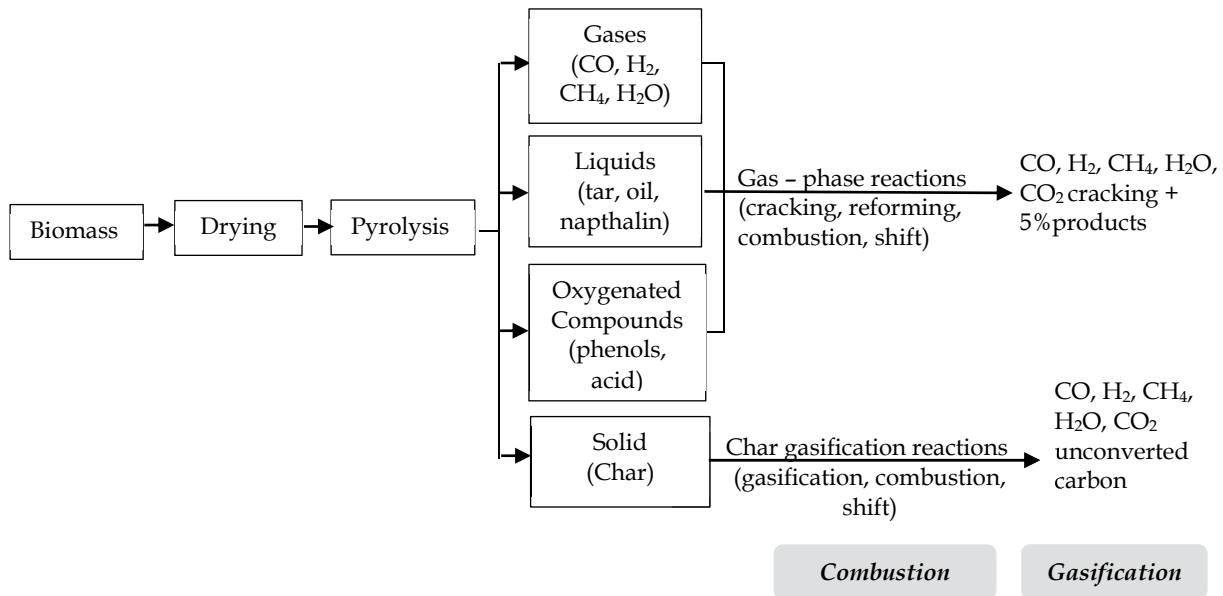 Biomass
Drying
Pyrolysis
Gases
(CO, H₂,
CH₄, H₂O)
Liquids
(tar, oil,
napthalin)
Oxygenated
Compounds
(phenols,
acid)
Solid
(Char)
Gas – phase reactions
(cracking, reforming,
combustion, shift)
CO, H₂, CH₄, H₂O,
CO₂ cracking +
5%products
Char gasification reactions
(gasification, combustion,
shift)
CO, H₂, CH₄,
H₂O, CO₂
unconverted
carbon
Combustion
Gasification